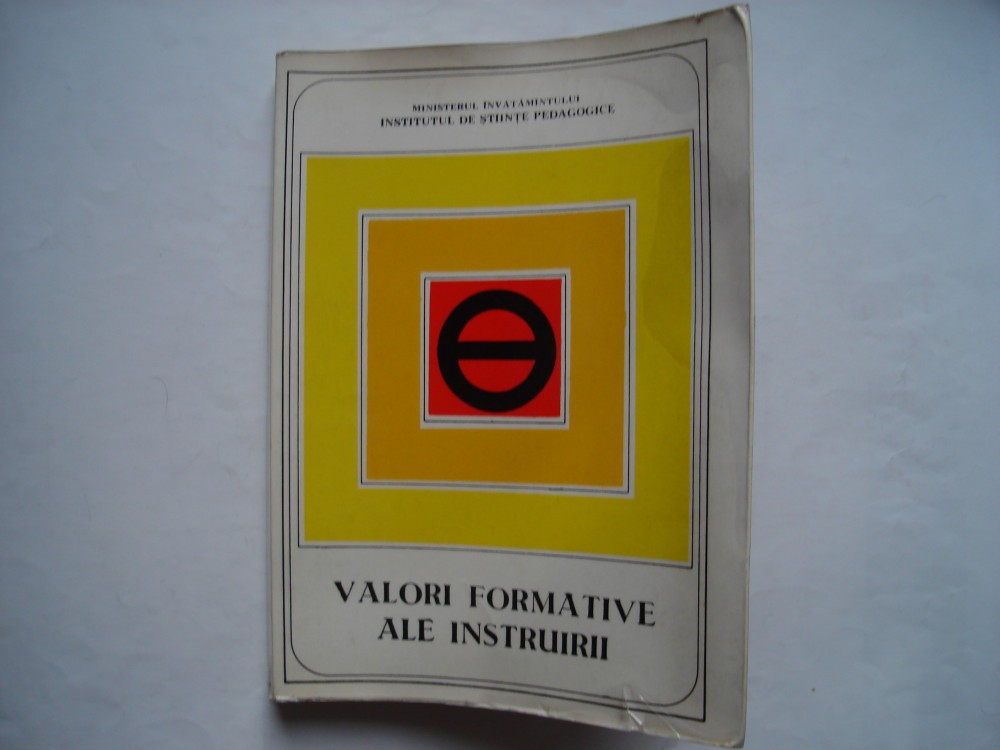 MINISTERUL ÎNVĂȚĂMÎNTULUI
INSTITUTUL DE ȘTIINȚE PEDAGOGICE
VALORI FORMATIVE
ALE INSTRUIRII